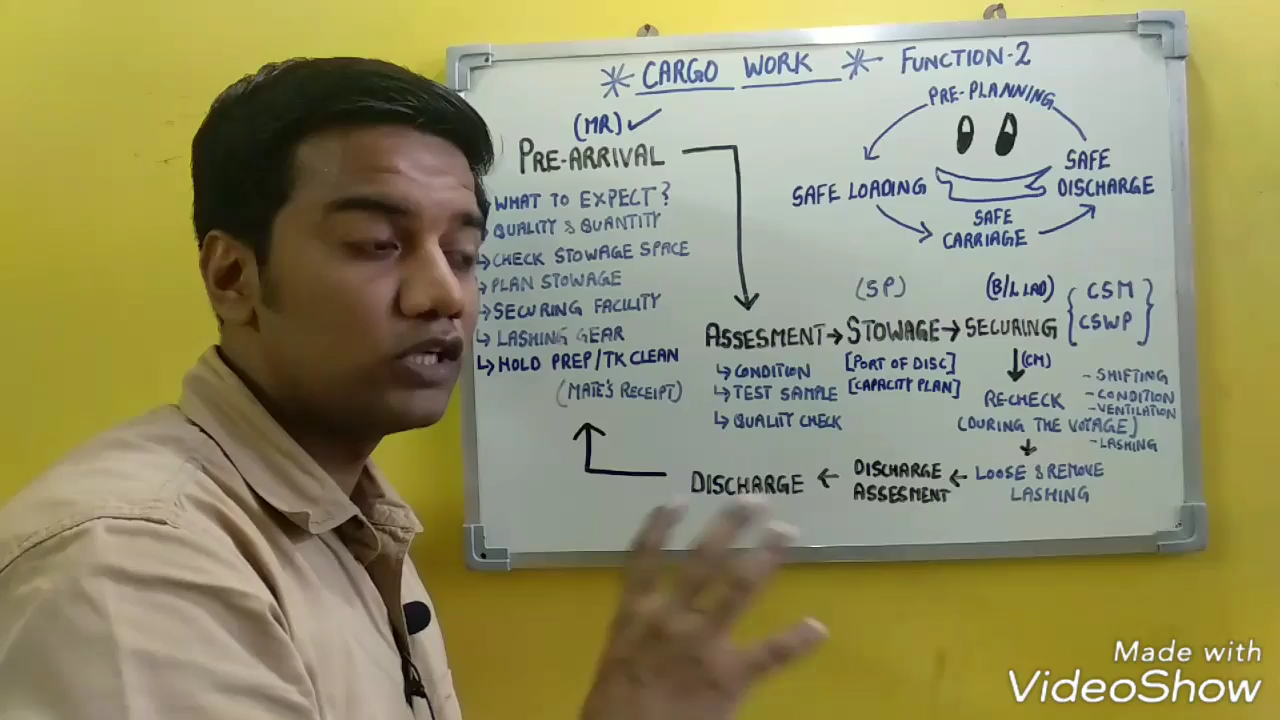 * CARGO WORK * FUNCTION-2
(MR) ✓
PRE-ARRIVAL
WHAT TO EXPECT?
QUALITY & QUANTITY
↳ CHECK STOWAGE SPACE
↳ PLAN STOWAGE
↳ SECURING FACILITY
↳ LASHING GEAR
↳ HOLD PREP/TK CLEAN
(MATE'S RECEIPT)
PRE-PLANNING
SAFE LOADING
SAFE
CARRIAGE
SAFE
DISCHARGE
ASSESMENT → STOWAGE → SECURING
↳ CONDITION
↳ TEST SAMPLE
↳ QUALITY CHECK
(SP)
[PORT OF DISC]
[CAPACITY PLAN]
(B/L LAD)
{ CSM
CSWP }
(CM)
RE-CHECK
(DURING THE VOYAGE)
- SHIFTING
- CONDITION
- VENTILATION
- LASHING
LOOSE & REMOVE
LASHING
DISCHARGE
ASSESMENT
DISCHARGE
Made with
VideoShow